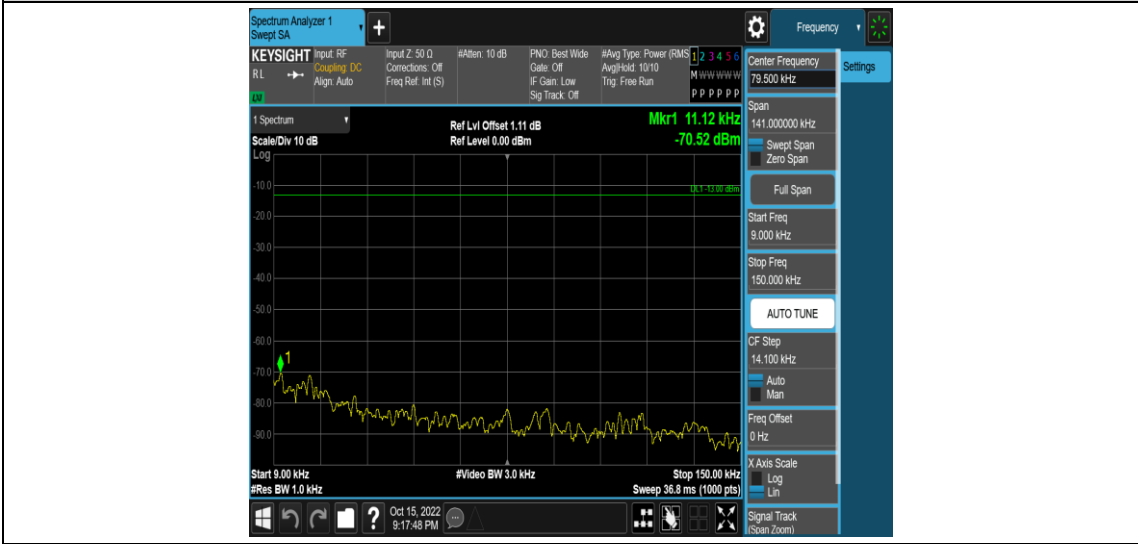 Spectrum Analyzer 1
Swept SA
+
Frequency
KEYSIGHT
RL
Input: RF
Coupling: DC
Align: Auto
Input Z: 50 Ω
Corrections: Off
Freq Ref: Int (S)
#Atten: 10 dB
PNO: Best Wide
Gate: Off
IF Gain: Low
Sig Track: Off
#Avg Type: Power (RMS
Avg|Hold: 10/10
Trig: Free Run
1 2 3 4 5 6
M W W W W W
P P P P P P
Settings
1 Spectrum
Scale/Div 10 dB
Log
Ref Lvl Offset 1.11 dB
Ref Level 0.00 dBm
Mkr1 11.12 kHz
-70.52 dBm
DL1 -13.00 dBm
-10.0
-20.0
-30.0
-40.0
-50.0
-60.0
-70.0
-80.0
-90.0
1
Start 9.00 kHz
#Res BW 1.0 kHz
#Video BW 3.0 kHz
Stop 150.00 kHz
Sweep 36.8 ms (1000 pts)
Center Frequency
79.500 kHz
Span
141.000000 kHz
Swept Span
Zero Span
Full Span
Start Freq
9.000 kHz
Stop Freq
150.000 kHz
AUTO TUNE
CF Step
14.100 kHz
Auto
Man
Freq Offset
0 Hz
X Axis Scale
Log
Lin
Signal Track
(Span Zoom)
?
Oct 15, 2022
9:17:48 PM